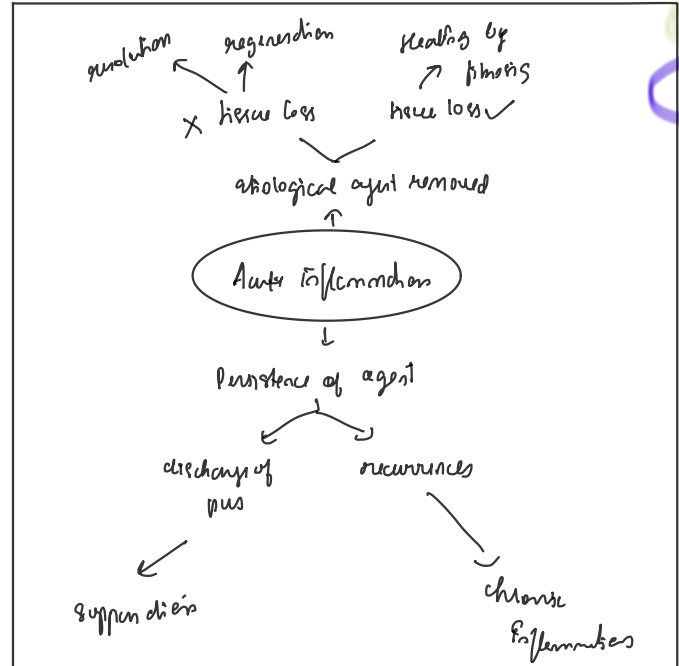 resolution
regeneration
Healing by
fibrosis
x tissue loss
tissue loss ✓
etiological agent removed
Acute inflammation
Persistence of agent
discharge of
pus
recurrences
suppuration
chronic
inflammation